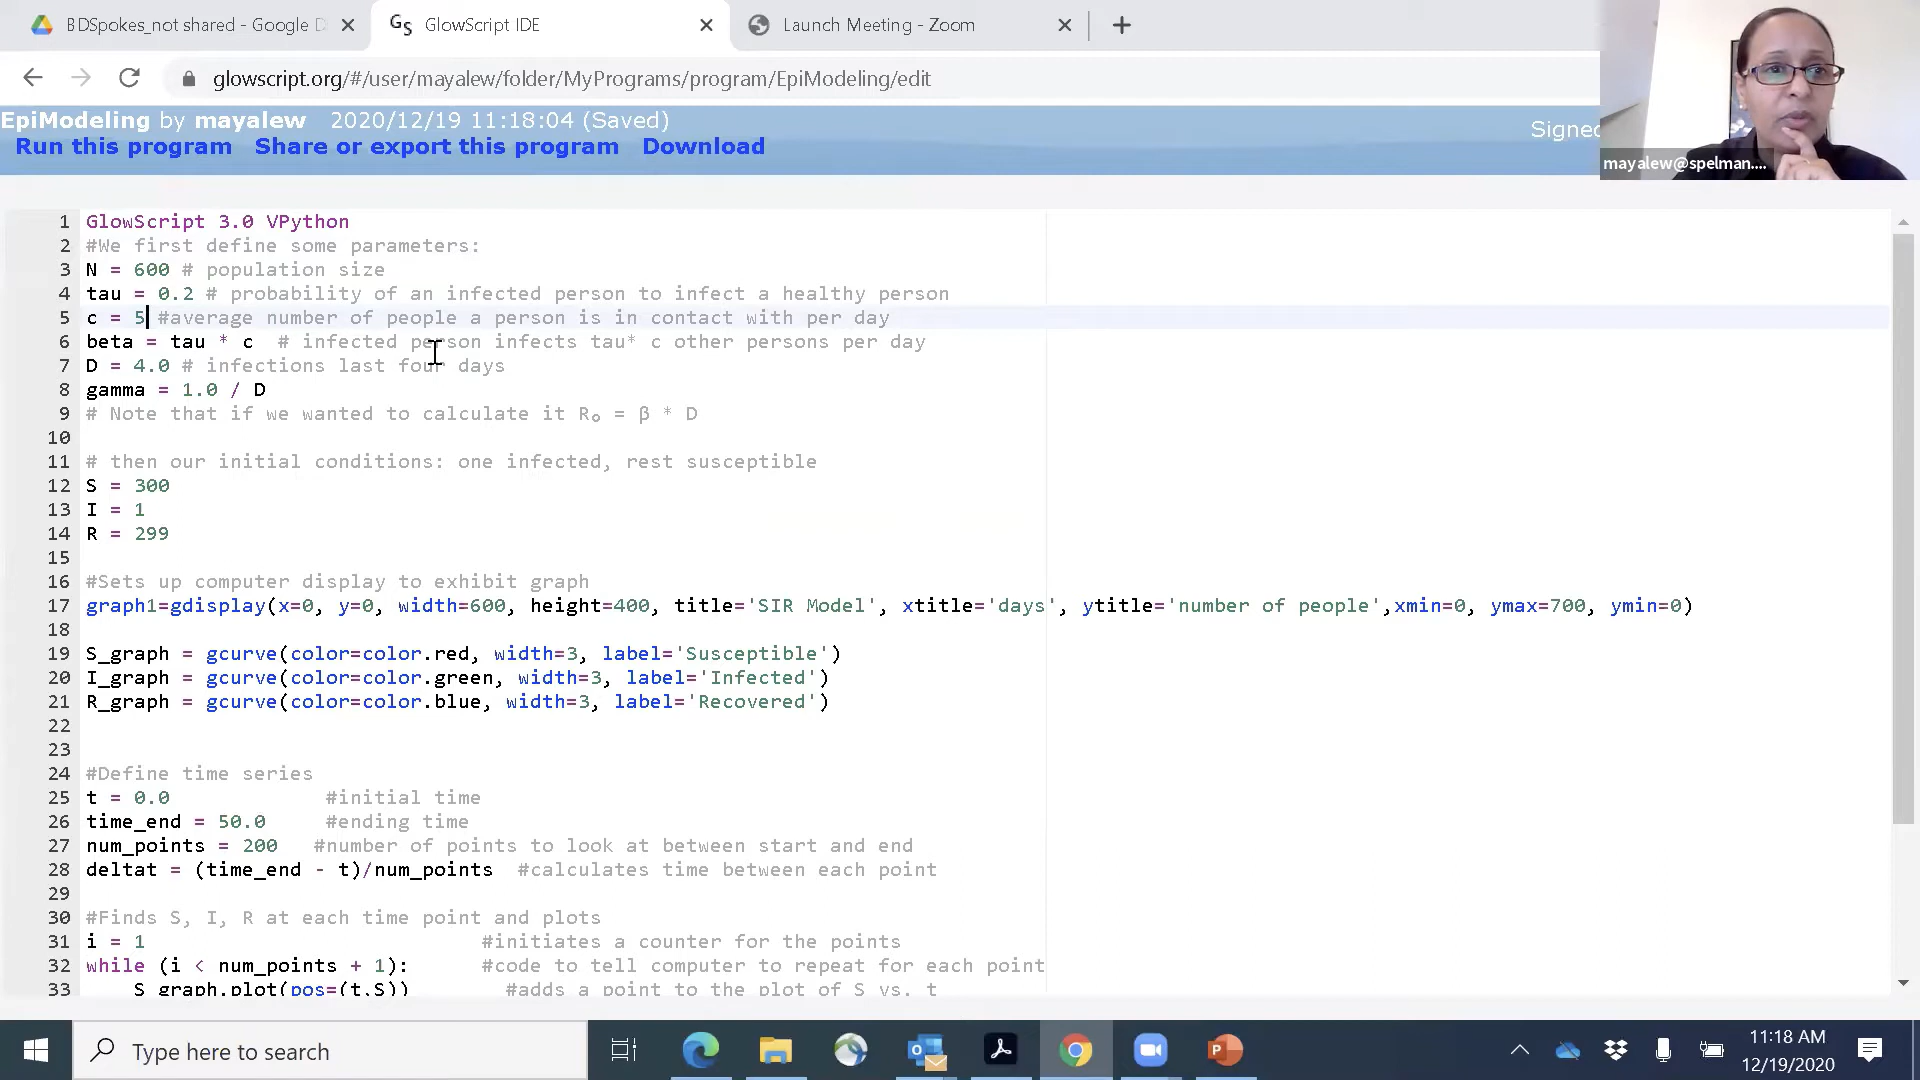 BDSpokes_not shared - Google D
GlowScript IDE
Launch Meeting - Zoom
glowscript.org/#/user/mayalew/folder/MyPrograms/program/EpiModeling/edit
EpiModeling by mayalew 2020/12/19 11:18:04 (Saved)
Signed
Run this program Share or export this program Download
mayalew@spelman....
1 GlowScript 3.0 VPython
2 #We first define some parameters:
3 N = 600 # population size
4 tau = 0.2 # probability of an infected person to infect a healthy person
5 c = 5 #average number of people a person is in contact with per day
6 beta = tau * c # infected person infects tau* c other persons per day
7 D = 4.0 # infections last four days
8 gamma = 1.0 / D
9 # Note that if we wanted to calculate it R₀ = β * D
10
11 # then our initial conditions: one infected, rest susceptible
12 S = 300
13 I = 1
14 R = 299
15
16 #Sets up computer display to exhibit graph
17 graph1=gdisplay(x=0, y=0, width=600, height=400, title='SIR Model', xtitle='days', ytitle='number of people',xmin=0, ymax=700, ymin=0)
18
19 S_graph = gcurve(color=color.red, width=3, label='Susceptible')
20 I_graph = gcurve(color=color.green, width=3, label='Infected')
21 R_graph = gcurve(color=color.blue, width=3, label='Recovered')
22
23
24 #Define time series
25 t = 0.0 #initial time
26 time_end = 50.0 #ending time
27 num_points = 200 #number of points to look at between start and end
28 deltat = (time_end - t)/num_points #calculates time between each point
29
30 #Finds S, I, R at each time point and plots
31 i = 1 #initiates a counter for the points
32 while (i < num_points + 1): #code to tell computer to repeat for each point
33 S_graph.plot(pos=(t,S)) #adds a point to the plot of S vs. t
Type here to search
11:18 AM
12/19/2020